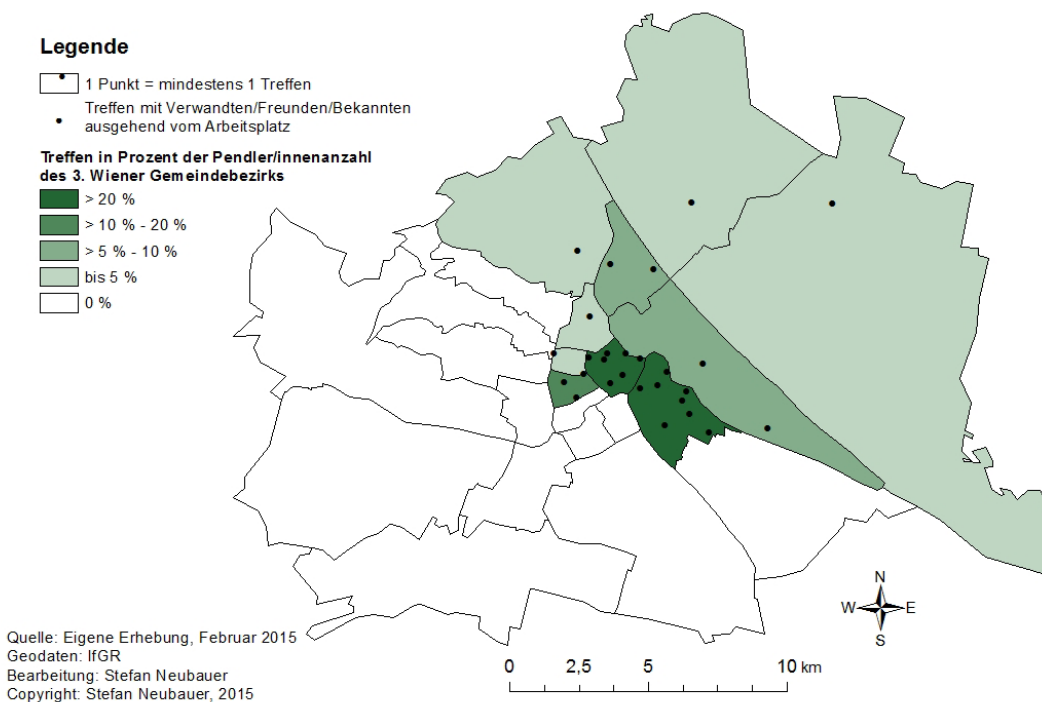 Legende
1 Punkt = mindestens 1 Treffen
Treffen mit Verwandten/Freunden/Bekannten
ausgehend vom Arbeitsplatz
Treffen in Prozent der Pendler/innenanzahl
des 3. Wiener Gemeindebezirks
> 20 %
> 10 % - 20 %
> 5 % - 10 %
bis 5 %
0 %
N
W E
S
Quelle: Eigene Erhebung, Februar 2015
Geodaten: IfGR
Bearbeitung: Stefan Neubauer
Copyright: Stefan Neubauer, 2015
0 2,5 5 10 km